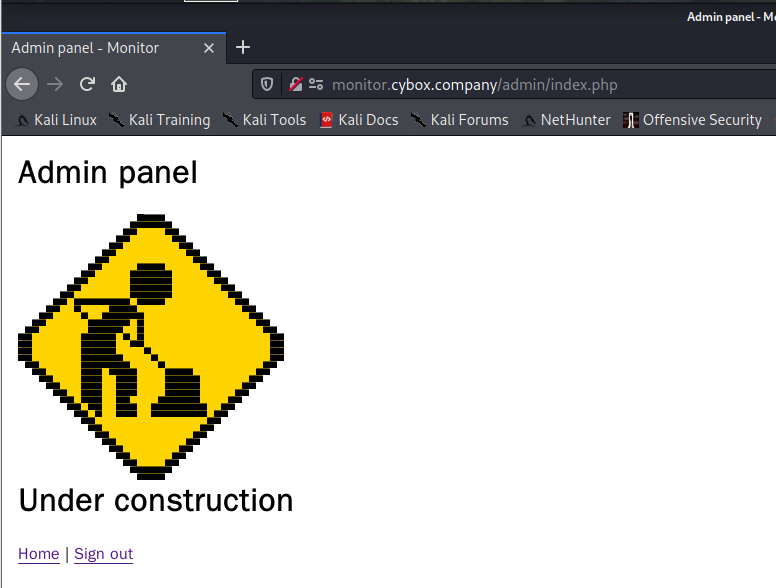 Admin panel - Mo
Admin panel - Monitor
monitor.cybox.company/admin/index.php
Kali Linux Kali Training Kali Tools Kali Docs Kali Forums NetHunter Offensive Security
Admin panel
Under construction
Home | Sign out